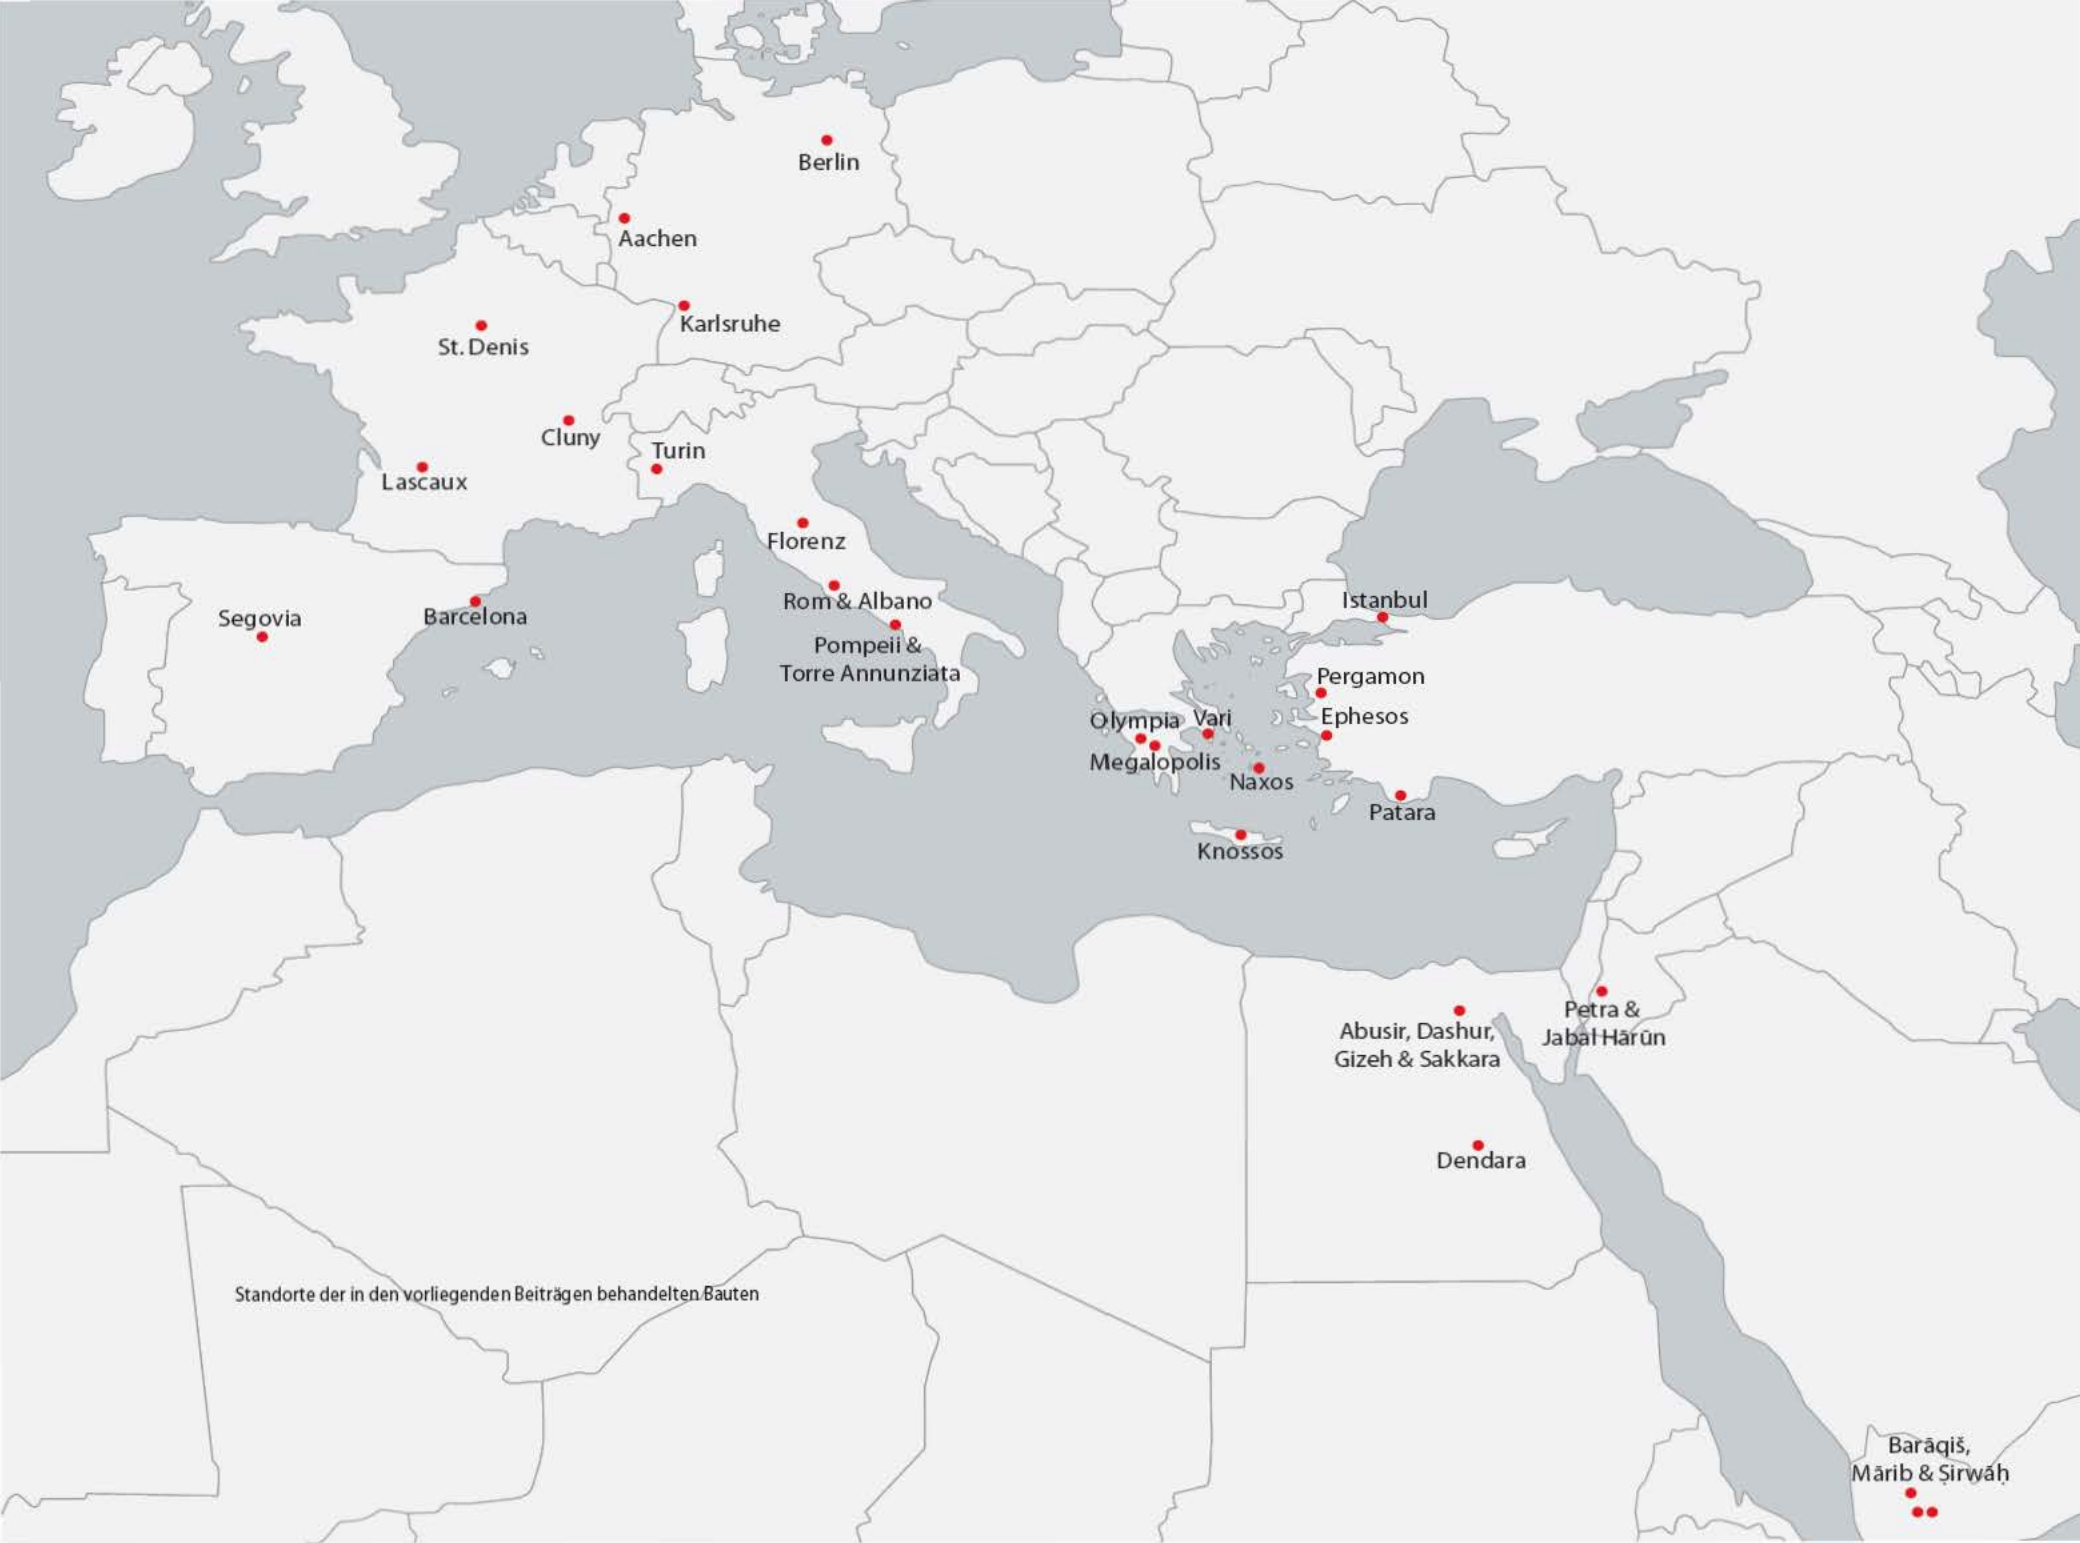 Berlin
Aachen
Karlsruhe
St. Denis
Cluny
Turin
Lascaux
Florenz
Rom & Albano
Segovia
Barcelona
Istanbul
Pompeii &
Torre Annunziata
Pergamon
Olympia
Vari
Ephesos
Megalopolis
Naxos
Patara
Knossos
Petra &
Jabal Hārūn
Abusir, Dashur,
Gizeh & Sakkara
Dendara
Standorte der in den vorliegenden Beiträgen behandelten Bauten
Barāqiš,
Mārib & Ṣirwāḥ